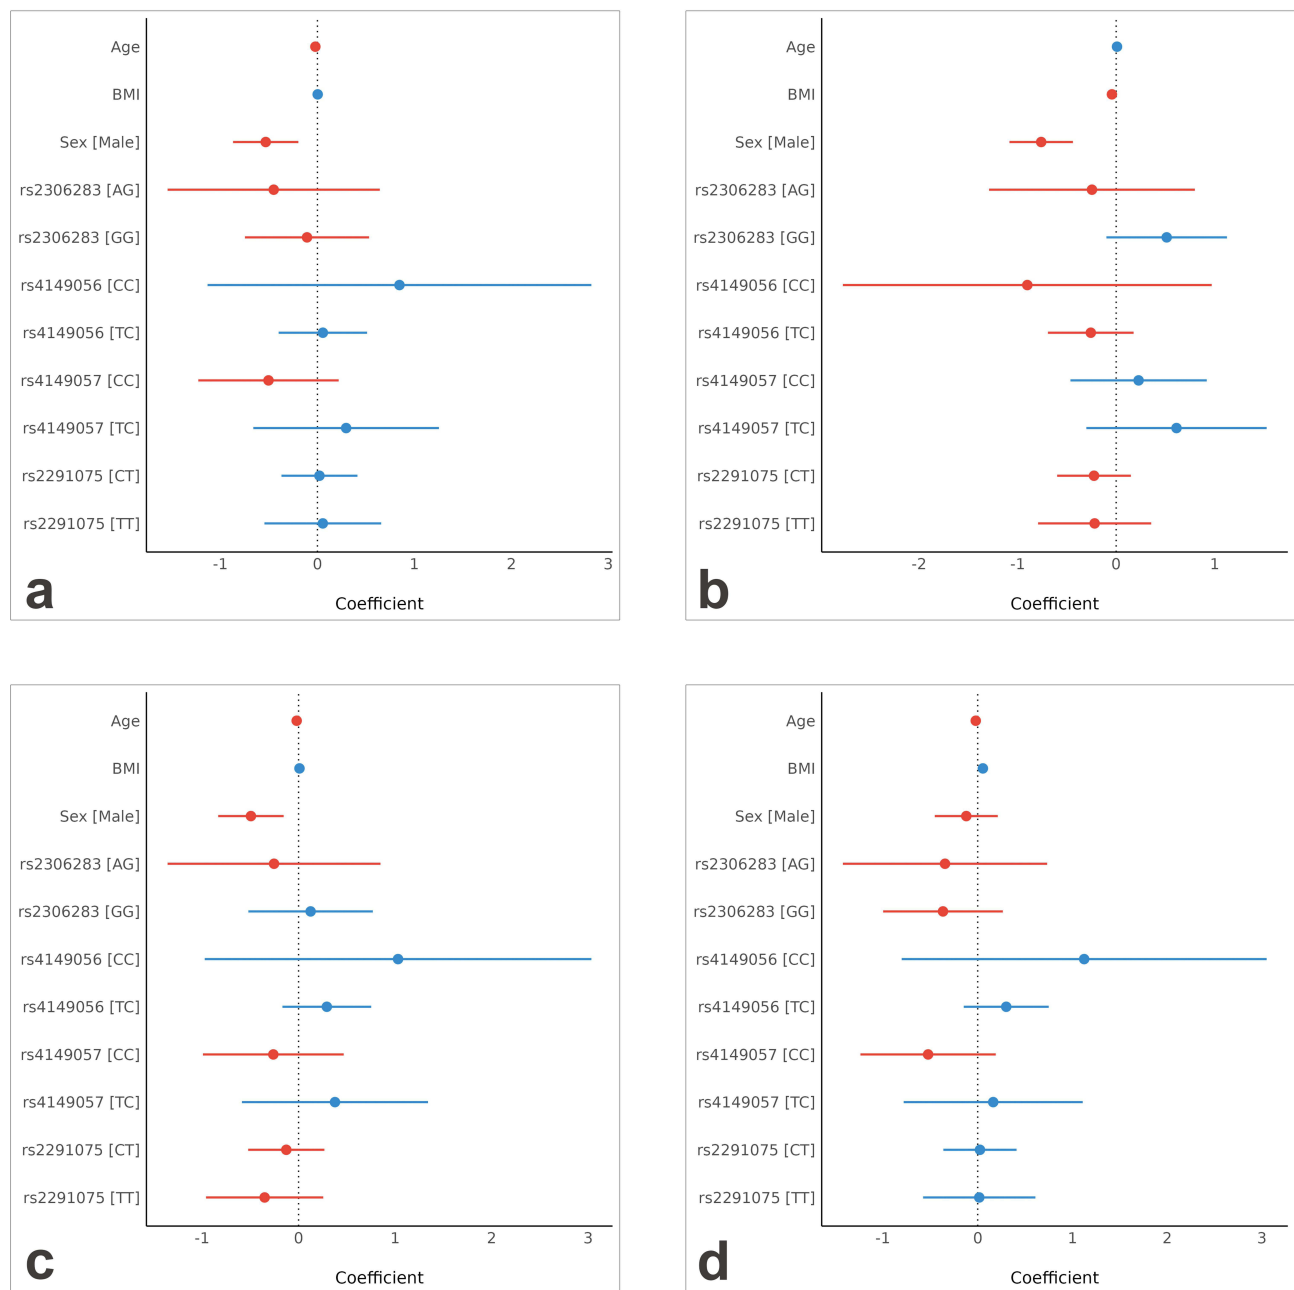 Age
BMI
Sex [Male]
rs2306283 [AG]
rs2306283 [GG]
rs4149056 [CC]
rs4149056 [TC]
rs4149057 [CC]
rs4149057 [TC]
rs2291075 [CT]
rs2291075 [TT]
-1 0 1 2 3
Coefficient
a
Age
BMI
Sex [Male]
rs2306283 [AG]
rs2306283 [GG]
rs4149056 [CC]
rs4149056 [TC]
rs4149057 [CC]
rs4149057 [TC]
rs2291075 [CT]
rs2291075 [TT]
-2 -1 0 1
Coefficient
b
Age
BMI
Sex [Male]
rs2306283 [AG]
rs2306283 [GG]
rs4149056 [CC]
rs4149056 [TC]
rs4149057 [CC]
rs4149057 [TC]
rs2291075 [CT]
rs2291075 [TT]
-1 0 1 2 3
Coefficient
c
Age
BMI
Sex [Male]
rs2306283 [AG]
rs2306283 [GG]
rs4149056 [CC]
rs4149056 [TC]
rs4149057 [CC]
rs4149057 [TC]
rs2291075 [CT]
rs2291075 [TT]
-1 0 1 2 3
Coefficient
d